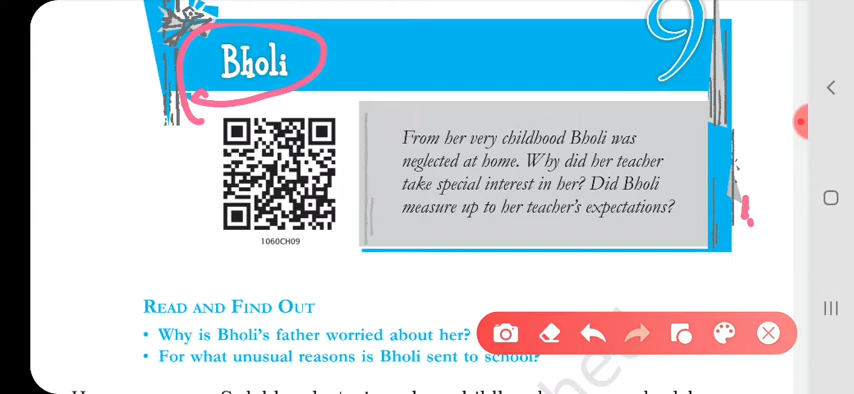 Bholi
9
From her very childhood Bholi was
neglected at home. Why did her teacher
take special interest in her? Did Bholi
measure up to her teacher's expectations?
1060CH09
READ AND FIND OUT
• Why is Bholi's father worried about her?
• For what unusual reasons is Bholi sent to school?